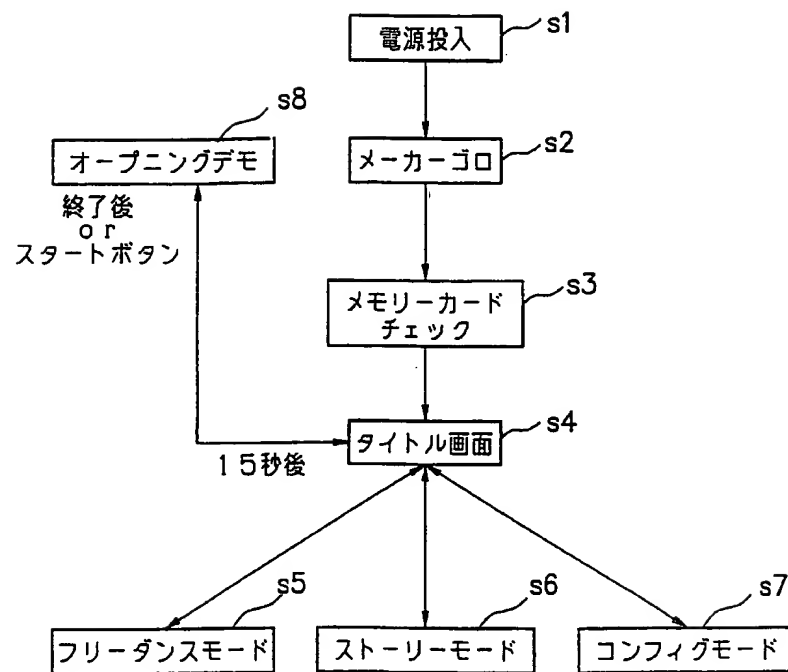 電源投入
s1
s8
オープニングデモ
メーカーゴロ
s2
終了後
or
スタートボタン
メモリーカード
チェック
s3
タイトル画面
s4
15秒後
フリーダンスモード
s5
ストーリーモード
s6
コンフィグモード
s7